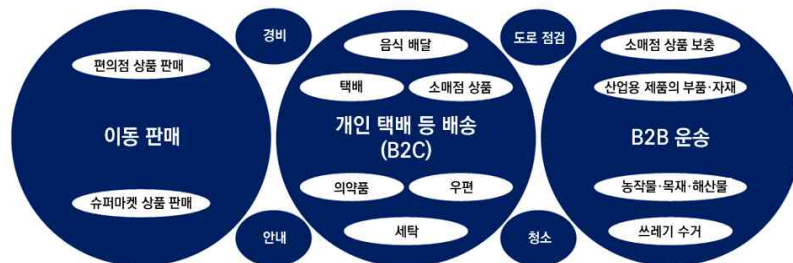 이동 판매
편의점 상품 판매
슈퍼마켓 상품 판매
경비
안내
개인 택배 등 배송
(B2C)
음식 배달
택배
소매점 상품
의약품
우편
세탁
도로 점검
청소
B2B 운송
소매점 상품 보충
산업용 제품의 부품·자재
농작물·목재·해산물
쓰레기 수거